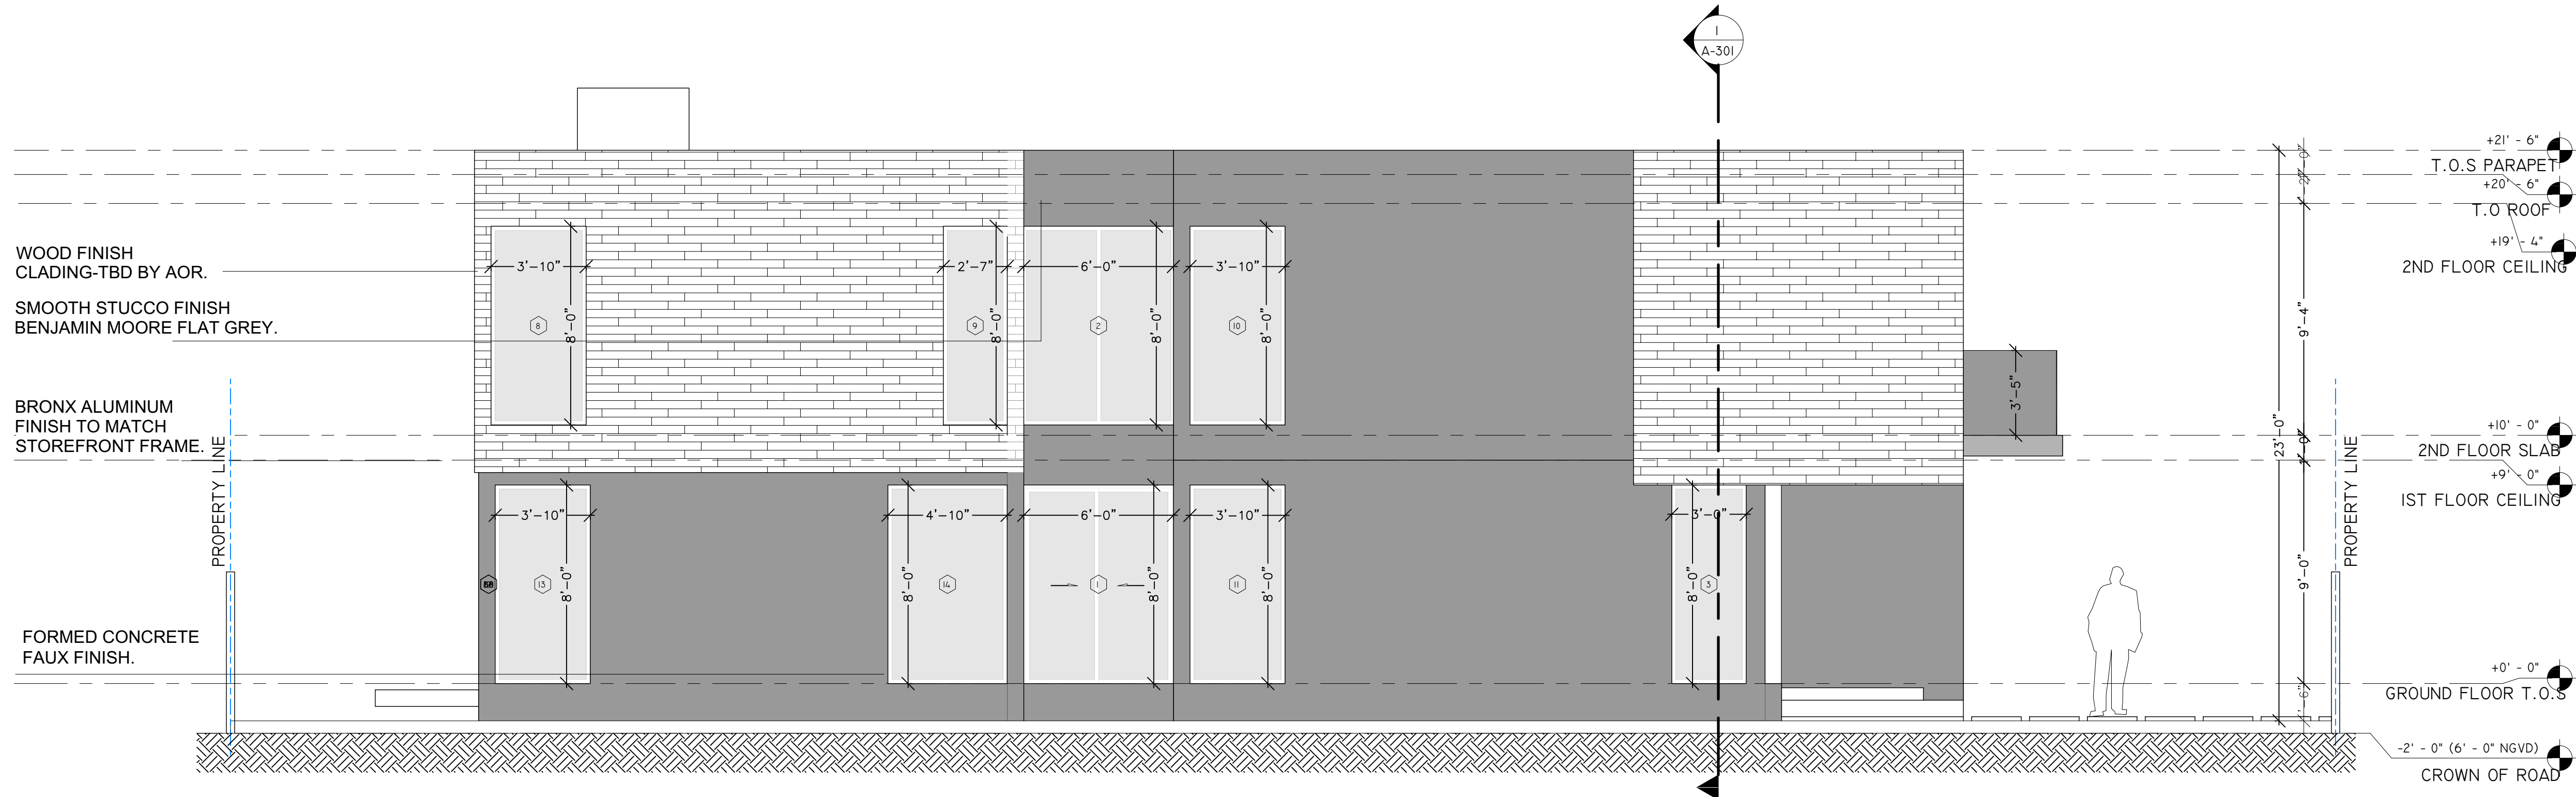 1
A-301
+21' - 6"
T.O.S PARAPET
+20' - 6"
T.O ROOF
+19' - 4"
2ND FLOOR CEILING
WOOD FINISH
CLADING-TBD BY AOR.
SMOOTH STUCCO FINISH
BENJAMIN MOORE FLAT GREY.
3'-10"
2'-7"
6'-0"
3'-10"
8
8'-0"
9
8'-0"
2
8'-0"
10
8'-0"
9'-4"
3'-5"
23'-0"
BRONX ALUMINUM
FINISH TO MATCH
STOREFRONT FRAME.
PROPERTY LINE
+10' - 0"
2ND FLOOR SLAB
+9' - 0"
1ST FLOOR CEILING
PROPERTY LINE
3'-10"
4'-10"
6'-0"
3'-10"
3'-0"
13
8'-0"
8'-0"
14
1
8'-0"
11
8'-0"
8'-0"
3
9'-0"
FORMED CONCRETE
FAUX FINISH.
+0' - 0"
GROUND FLOOR T.O.S
-2' - 0" (6' - 0" NGVD)
CROWN OF ROAD